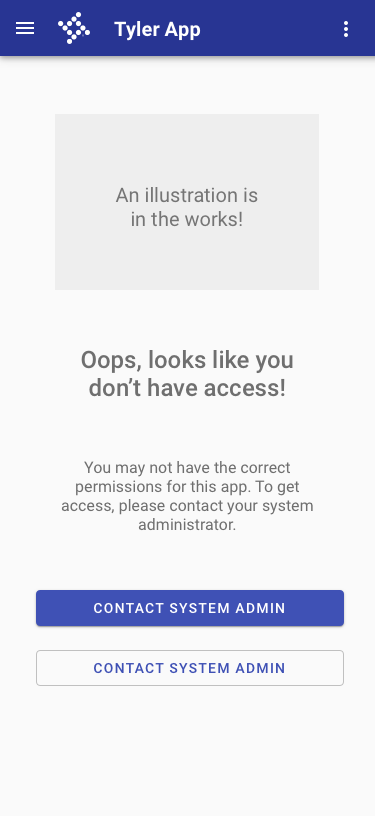 Tyler App
An illustration is
in the works!
Oops, looks like you
don’t have access!
You may not have the correct
permissions for this app. To get
access, please contact your system
administrator.
CONTACT SYSTEM ADMIN
CONTACT SYSTEM ADMIN